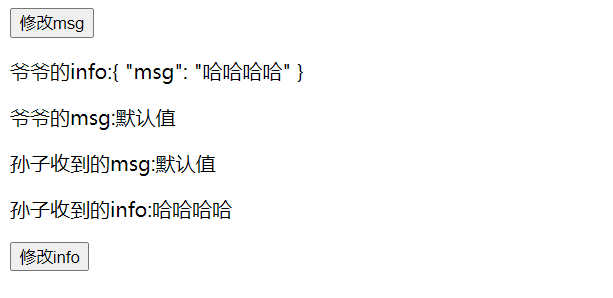 修改msg
爷爷的info:{ "msg": "哈哈哈哈" }
爷爷的msg:默认值
孙子收到的msg:默认值
孙子收到的info:哈哈哈哈
修改info